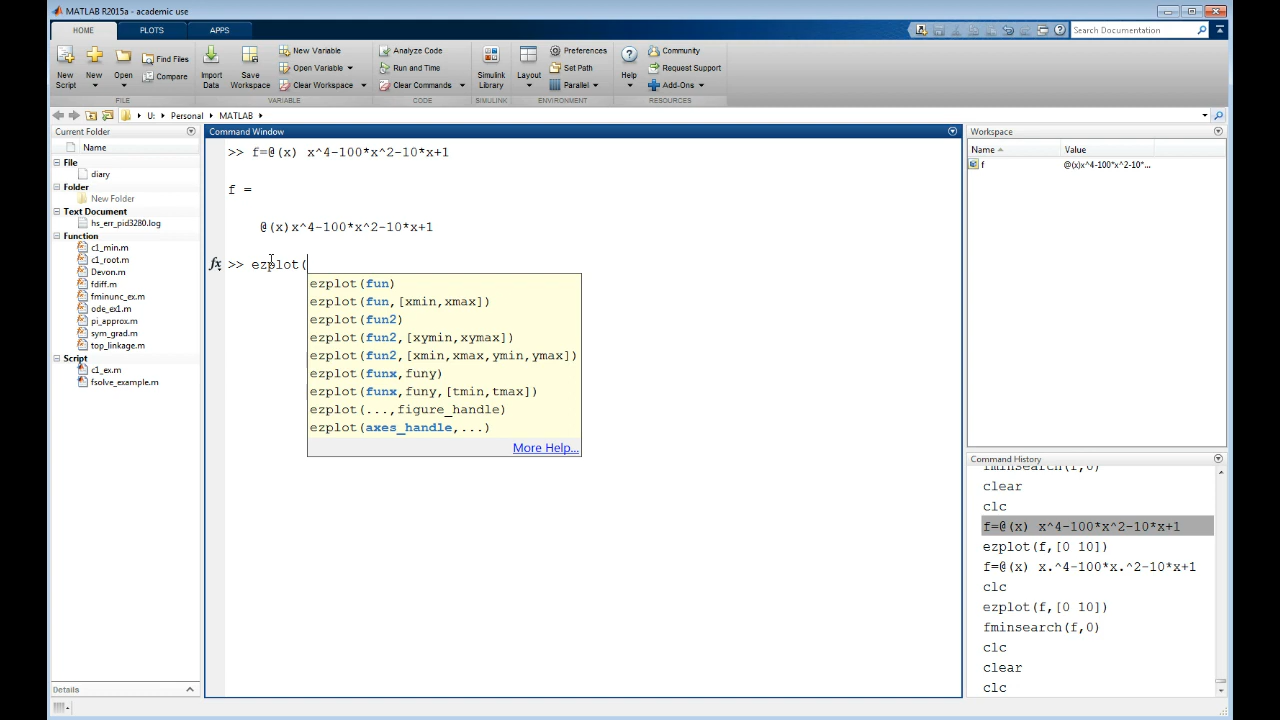 MATLAB R2015a - academic use
HOME PLOTS APPS
Search Documentation
New Script
New
Open
Find Files
Compare
Import Data
Save Workspace
New Variable
Open Variable
Clear Workspace
Analyze Code
Run and Time
Clear Commands
Simulink Library
Layout
Preferences
Set Path
Parallel
Help
Community
Request Support
Add-Ons
FILE VARIABLE CODE SIMULINK ENVIRONMENT RESOURCES
U: Personal MATLAB
Current Folder
Name
File
diary
Folder
New Folder
Text Document
hs_err_pid3280.log
Function
c1_min.m
c1_root.m
Devon.m
fdiff.m
fminunc_ex.m
ode_ex1.m
pi_approx.m
sym_grad.m
top_linkage.m
Script
c1_ex.m
fsolve_example.m
Details
Command Window
>> f=@(x) x^4-100*x^2-10*x+1
f =
@(x)x^4-100*x^2-10*x+1
fx >> ezplot(
ezplot(fun)
ezplot(fun,[xmin,xmax])
ezplot(fun2)
ezplot(fun2,[xymin,xymax])
ezplot(fun2,[xmin,xmax,ymin,ymax])
ezplot(funx,funy)
ezplot(funx,funy,[tmin,tmax])
ezplot(...,figure_handle)
ezplot(axes_handle,...)
More Help...
Workspace
Name Value
f @(x)x^4-100*x^2-10*...
Command History
fminsearch(f,0)
clear
clc
f=@(x) x^4-100*x^2-10*x+1
ezplot(f,[0 10])
f=@(x) x.^4-100*x.^2-10*x+1
clc
ezplot(f,[0 10])
fminsearch(f,0)
clc
clear
clc